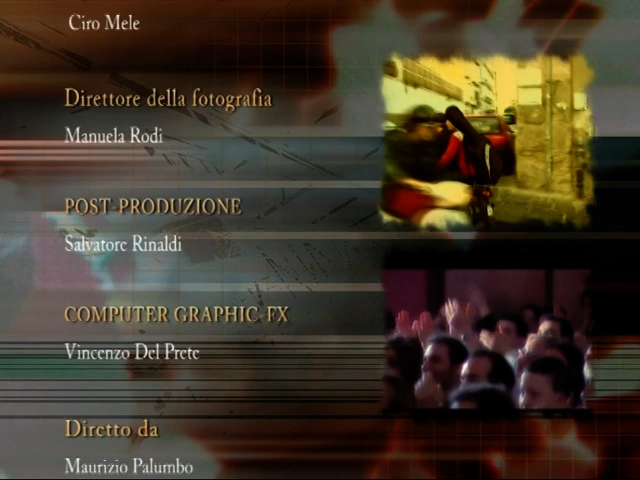 Ciro Mele
Direttore della fotografia
Manuela Rodi
POST-PRODUZIONE
Salvatore Rinaldi
COMPUTER GRAPHIC-FX
Vincenzo Del Prete
Diretto da
Maurizio Palumbo